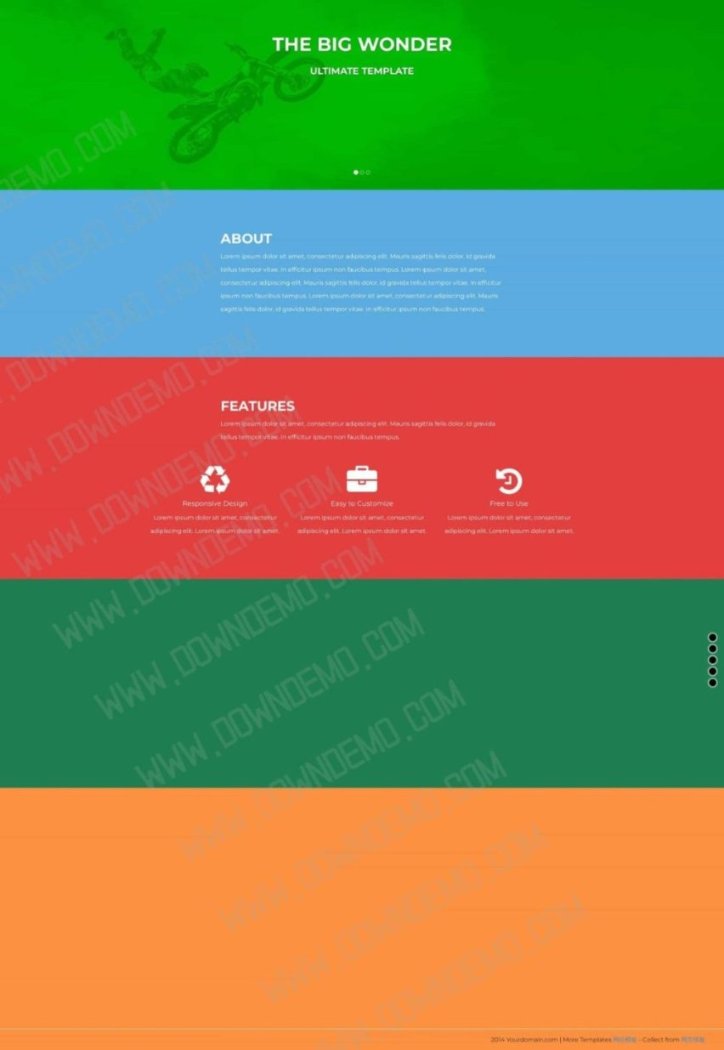 THE BIG WONDER
ULTIMATE TEMPLATE
ABOUT
Lorem ipsum dolor sit amet, consectetur adipiscing elit. Mauris sagittis felis dolor, id gravida
tellus tempor vitae. In efficitur ipsum non faucibus tempus. Lorem ipsum dolor sit amet,
consectetur adipiscing elit. Mauris sagittis felis dolor, id gravida tellus tempor vitae. In efficitur
ipsum non faucibus tempus. Lorem ipsum dolor sit amet, consectetur adipiscing elit. Mauris
sagittis felis dolor, id gravida tellus tempor vitae. In efficitur ipsum non faucibus tempus.
FEATURES
Lorem ipsum dolor sit amet, consectetur adipiscing elit. Mauris sagittis felis dolor, id gravida
tellus tempor vitae. In efficitur ipsum non faucibus tempus.
Responsive Design
Lorem ipsum dolor sit amet, consectetur
adipiscing elit. Lorem ipsum dolor sit amet.
Easy to Customize
Lorem ipsum dolor sit amet, consectetur
adipiscing elit. Lorem ipsum dolor sit amet.
Free to Use
Lorem ipsum dolor sit amet, consectetur
adipiscing elit. Lorem ipsum dolor sit amet.
2014 Yourdomain.com | More Templates - Collect from
WWW.DOWNDEMO.COM